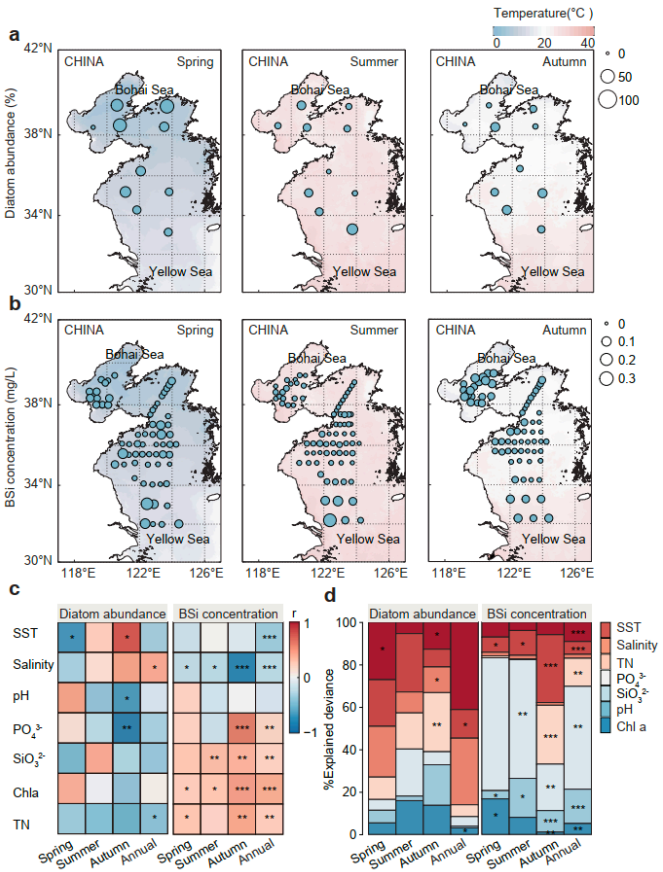 Temperature(°C )
0 20 40
a
42°N
38°N
34°N
30°N
Diatom abundance (%)
CHINA Spring
Bohai Sea
Yellow Sea
CHINA Summer
Bohai Sea
Yellow Sea
CHINA Autumn
Bohai Sea
Yellow Sea
0
50
100
b
42°N
38°N
34°N
30°N
BSi concentration (mg/L)
CHINA Spring
Bohai Sea
Yellow Sea
CHINA Summer
Bohai Sea
Yellow Sea
CHINA Autumn
Bohai Sea
Yellow Sea
0
0.1
0.2
0.3
118°E 122°E 126°E
118°E 122°E 126°E
118°E 122°E 126°E
c
Diatom abundance BSi concentration r
SST * * ***
Salinity * * * *** ***
pH *
PO₄³⁻ ** *** **
SiO₃²⁻ ** ** **
Chla * * *** ***
TN * * ** **
1
0
−1
Spring Summer Autumn Annual Spring Summer Autumn Annual
d
Diatom abundance BSi concentration
%Explained deviance
100
80
60
40
20
0
Spring Summer Autumn Annual Spring Summer Autumn Annual
SST
Salinity
TN
PO₄³⁻
SiO₃²⁻
pH
Chl a